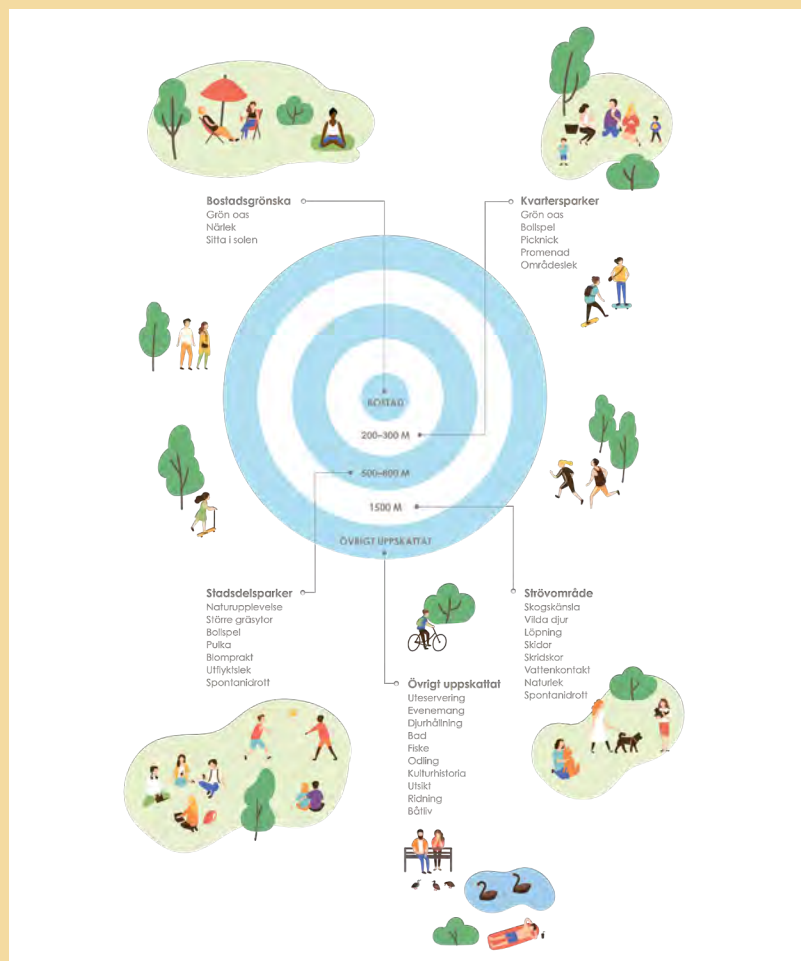 Bostadsgrönska
Grön oas
Närlek
Sitta i solen
Kvartersparker
Grön oas
Bollspel
Picknick
Promenad
Områdeslek
BOSTAD
200–300 M
500–800 M
1500 M
ÖVRIGT UPPSKATTAT
Stadsdelsparker
Naturupplevelse
Större gräsytor
Bollspel
Pulka
Blomprakt
Utflyktslek
Spontanidrott
Strövområde
Skogskänsla
Vilda djur
Löpning
Skidor
Skridskor
Vattenkontakt
Naturlek
Spontanidrott
Övrigt uppskattat
Uteservering
Evenemang
Djurhållning
Bad
Fiske
Odling
Kulturhistoria
Utsikt
Ridning
Båtliv